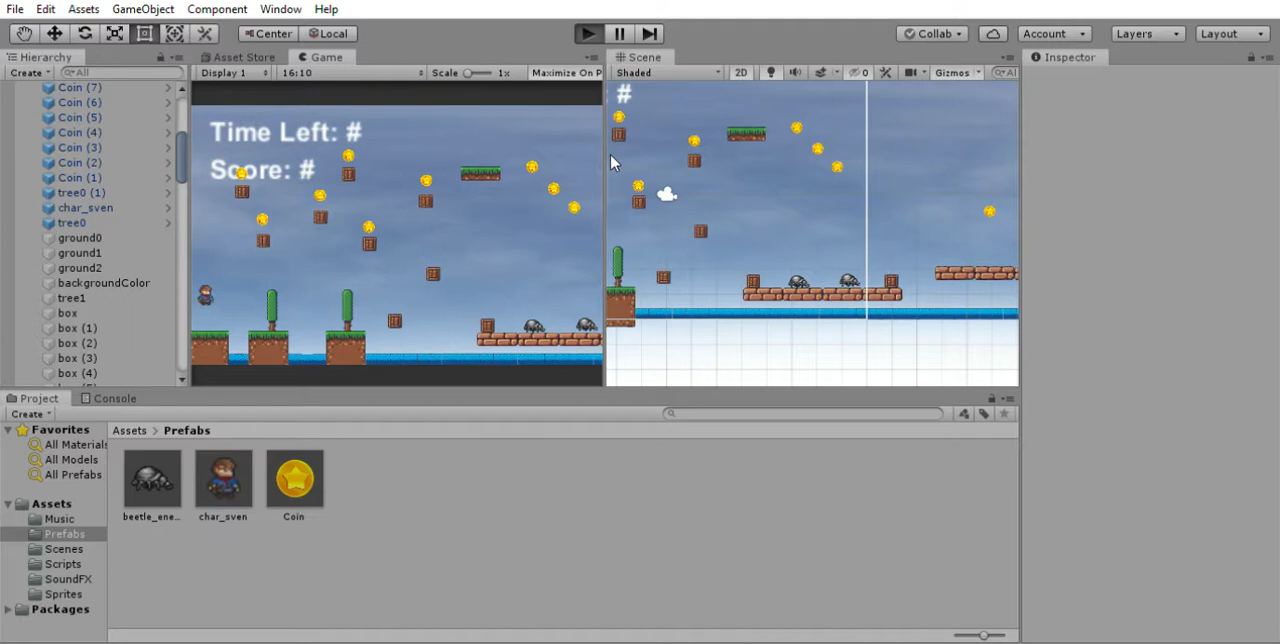 File Edit Assets GameObject Component Window Help
Center Local Collab Account Layers Layout
Hierarchy Asset Store Game Scene Inspector
Create All Display 1 16:10 Scale 1x Maximize On P Shaded 2D 0 Gizmos All
Coin (7)
Coin (6)
Coin (5)
Coin (4)
Coin (3)
Coin (2)
Coin (1)
tree0 (1)
char_sven
tree0
ground0
ground1
ground2
backgroundColor
tree1
box
box (1)
box (2)
box (3)
box (4)
Time Left: #
Score: #
#
Project Console
Create
Favorites
All Materials
All Models
All Prefabs
Assets
Music
Prefabs
Scenes
Scripts
SoundFX
Sprites
Packages
Assets > Prefabs
beetle_ene... char_sven Coin